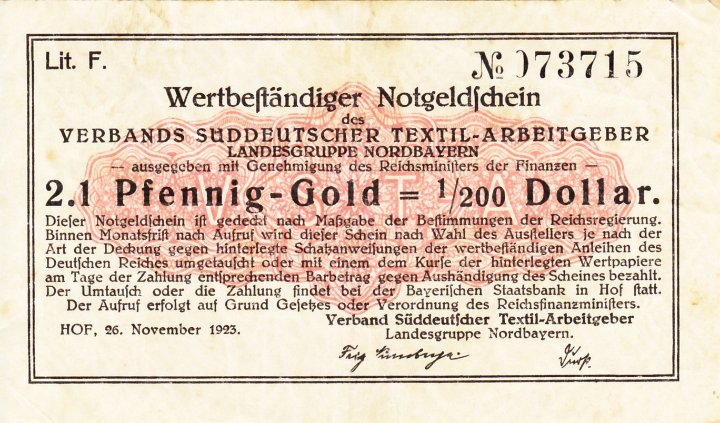 Lit. F.
№ 073715
Wertbeſtändiger Notgeldſchein
des
VERBANDS SÜDDEUTSCHER TEXTIL-ARBEITGEBER
LANDESGRUPPE NORDBAYERN
— ausgegeben mit Genehmigung des Reichsminiſters der Finanzen —
2.1 Pfennig-Gold = 1/200 Dollar.
Dieſer Notgeldſchein iſt gedeckt nach Maßgabe der Beſtimmungen der Reichsregierung.
Binnen Monatsfriſt nach Aufruf wird dieſer Schein nach Wahl des Ausſtellers je nach der
Art der Deckung gegen hinterlegte Schatzanweiſungen der wertbeſtändigen Anleihen des
Deutſchen Reiches umgetauſcht oder mit einem dem Kurſe der hinterlegten Wertpapiere
am Tage der Zahlung entſprechenden Barbetrag gegen Aushändigung des Scheines bezahlt.
Der Umtauſch oder die Zahlung findet bei der Bayeriſchen Staatsbank in Hof ſtatt.
Der Aufruf erfolgt auf Grund Geſetzes oder Verordnung des Reichsfinanzminiſters.
HOF, 26. November 1923.
Verband Süddeutſcher Textil-Arbeitgeber
Landesgruppe Nordbayern.